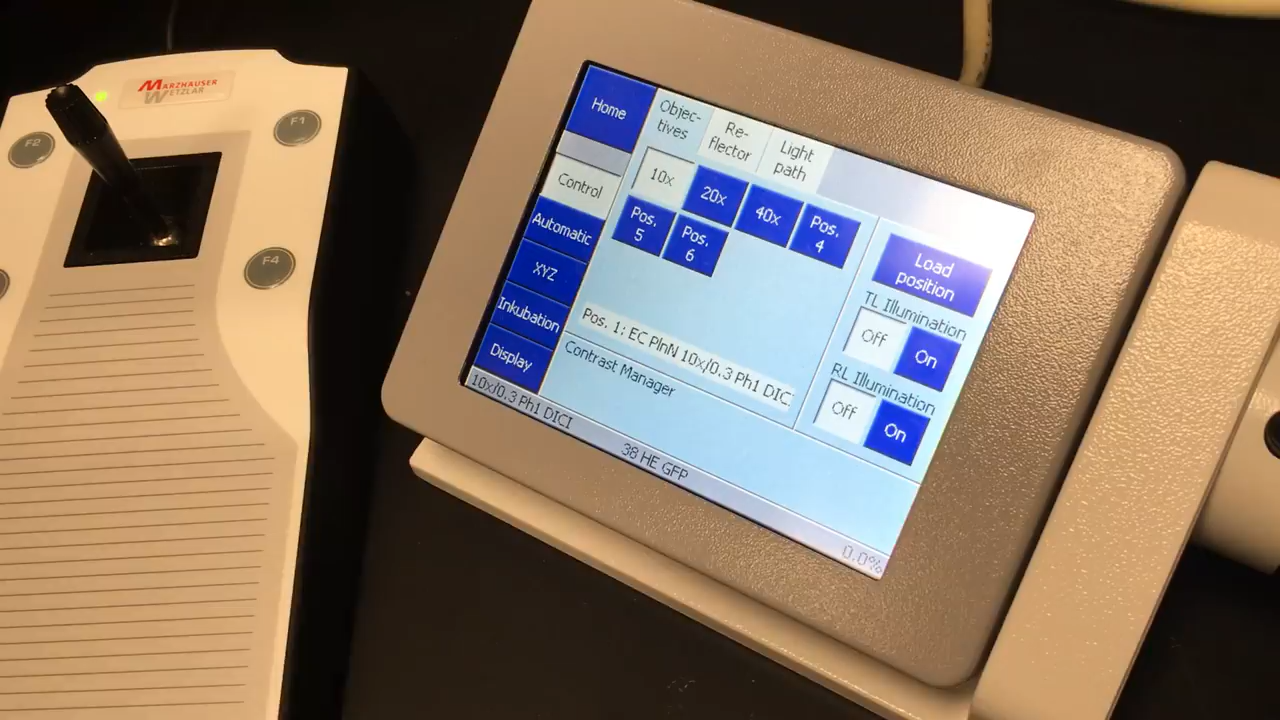 MARZHAUSER
WETZLAR
F1
F2
F4
Home
Objec-
tives
Re-
flector
Light
path
Control
Automatic
XYZ
Inkubation
Display
10x
20x
40x
Pos.
4
Pos.
5
Pos.
6
Load
position
TL Illumination
Off
On
RL Illumination
Off
On
Pos. 1: EC PlnN 10x/0.3 Ph1 DIC
Contrast Manager
10x/0.3 Ph1 DICI
38 HE GFP
0.0%